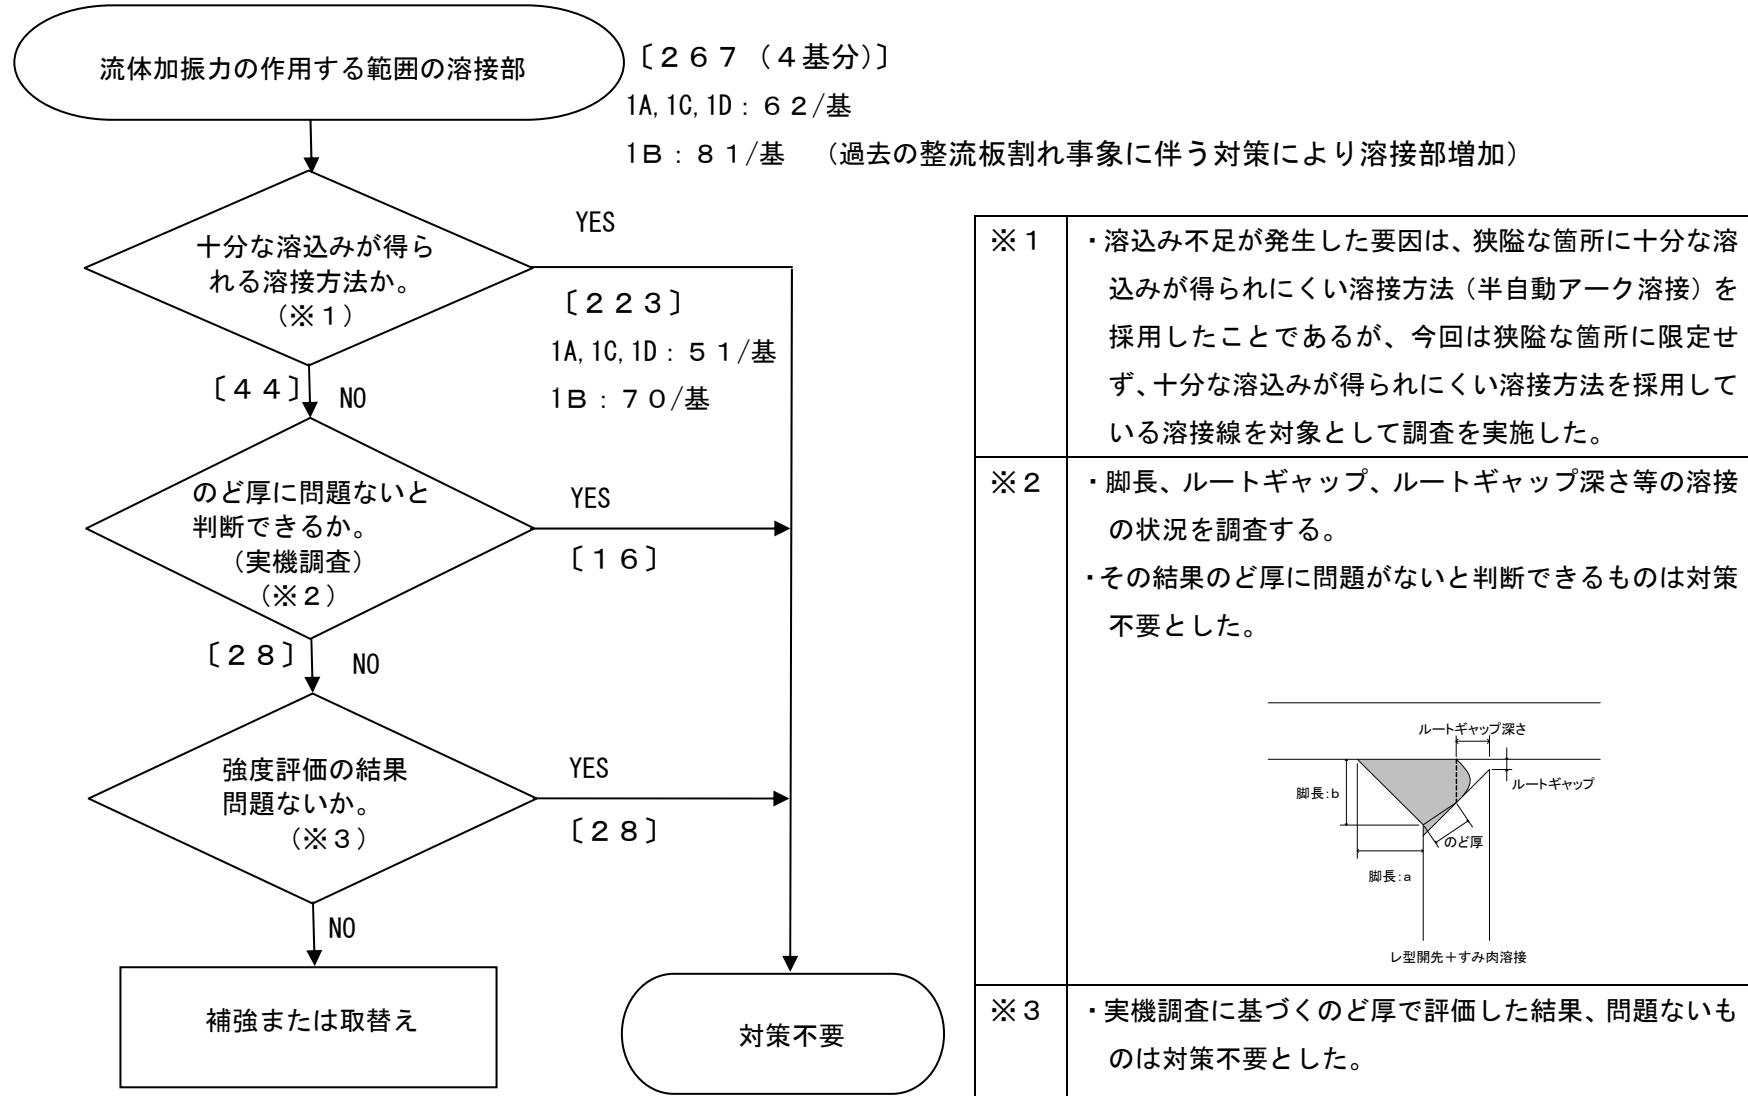 流体加振力の作用する範囲の溶接部
〔２６７（４基分）〕
1A, 1C, 1D：６２/基
1Ｂ：８１/基　（過去の整流板割れ事象に伴う対策により溶接部増加）
十分な溶込みが得ら
れる溶接方法か。
（※１）
YES
〔２２３〕
1A, 1C, 1D：５１/基
1Ｂ：７０/基
〔４４〕
NO
のど厚に問題ないと
判断できるか。
（実機調査）
（※２）
YES
〔１６〕
〔２８〕
NO
強度評価の結果
問題ないか。
（※３）
YES
〔２８〕
NO
補強または取替え
対策不要
※１
・溶込み不足が発生した要因は、狭隘な箇所に十分な溶
込みが得られにくい溶接方法（半自動アーク溶接）を
採用したことであるが、今回は狭隘な箇所に限定せ
ず、十分な溶込みが得られにくい溶接方法を採用して
いる溶接線を対象として調査を実施した。
※２
・脚長、ルートギャップ、ルートギャップ深さ等の溶接
の状況を調査する。
・その結果のど厚に問題がないと判断できるものは対策
不要とした。
ルートギャップ深さ
ルートギャップ
脚長:b
のど厚
脚長:a
レ型開先＋すみ肉溶接
※３
・実機調査に基づくのど厚で評価した結果、問題ないも
のは対策不要とした。